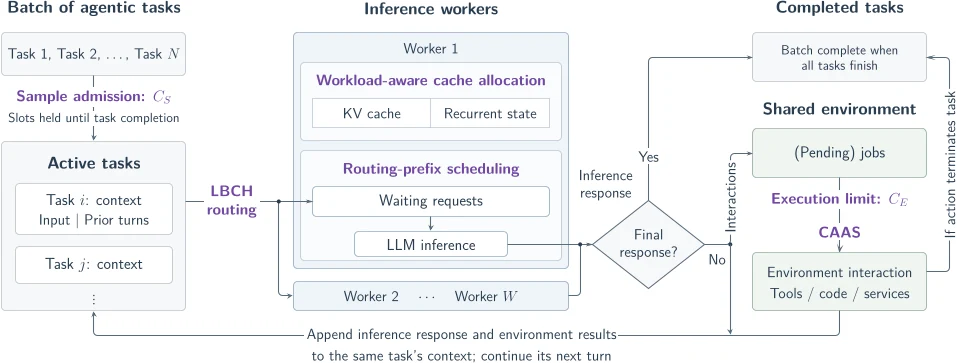 Batch of agentic tasks
Task 1, Task 2, . . . , Task N
Sample admission: C_S
Slots held until task completion
Active tasks
Task i: context
Input | Prior turns
Task j: context
⋮
LBCH
routing
Inference workers
Worker 1
Workload-aware cache allocation
KV cache
Recurrent state
Routing-prefix scheduling
Waiting requests
LLM inference
Worker 2 ··· Worker W
Inference
response
Final
response?
Yes
No
Interactions
Completed tasks
Batch complete when
all tasks finish
Shared environment
(Pending) jobs
Execution limit: C_E
CAAS
Environment interaction
Tools / code / services
If action terminates task
Append inference response and environment results
to the same task's context; continue its next turn